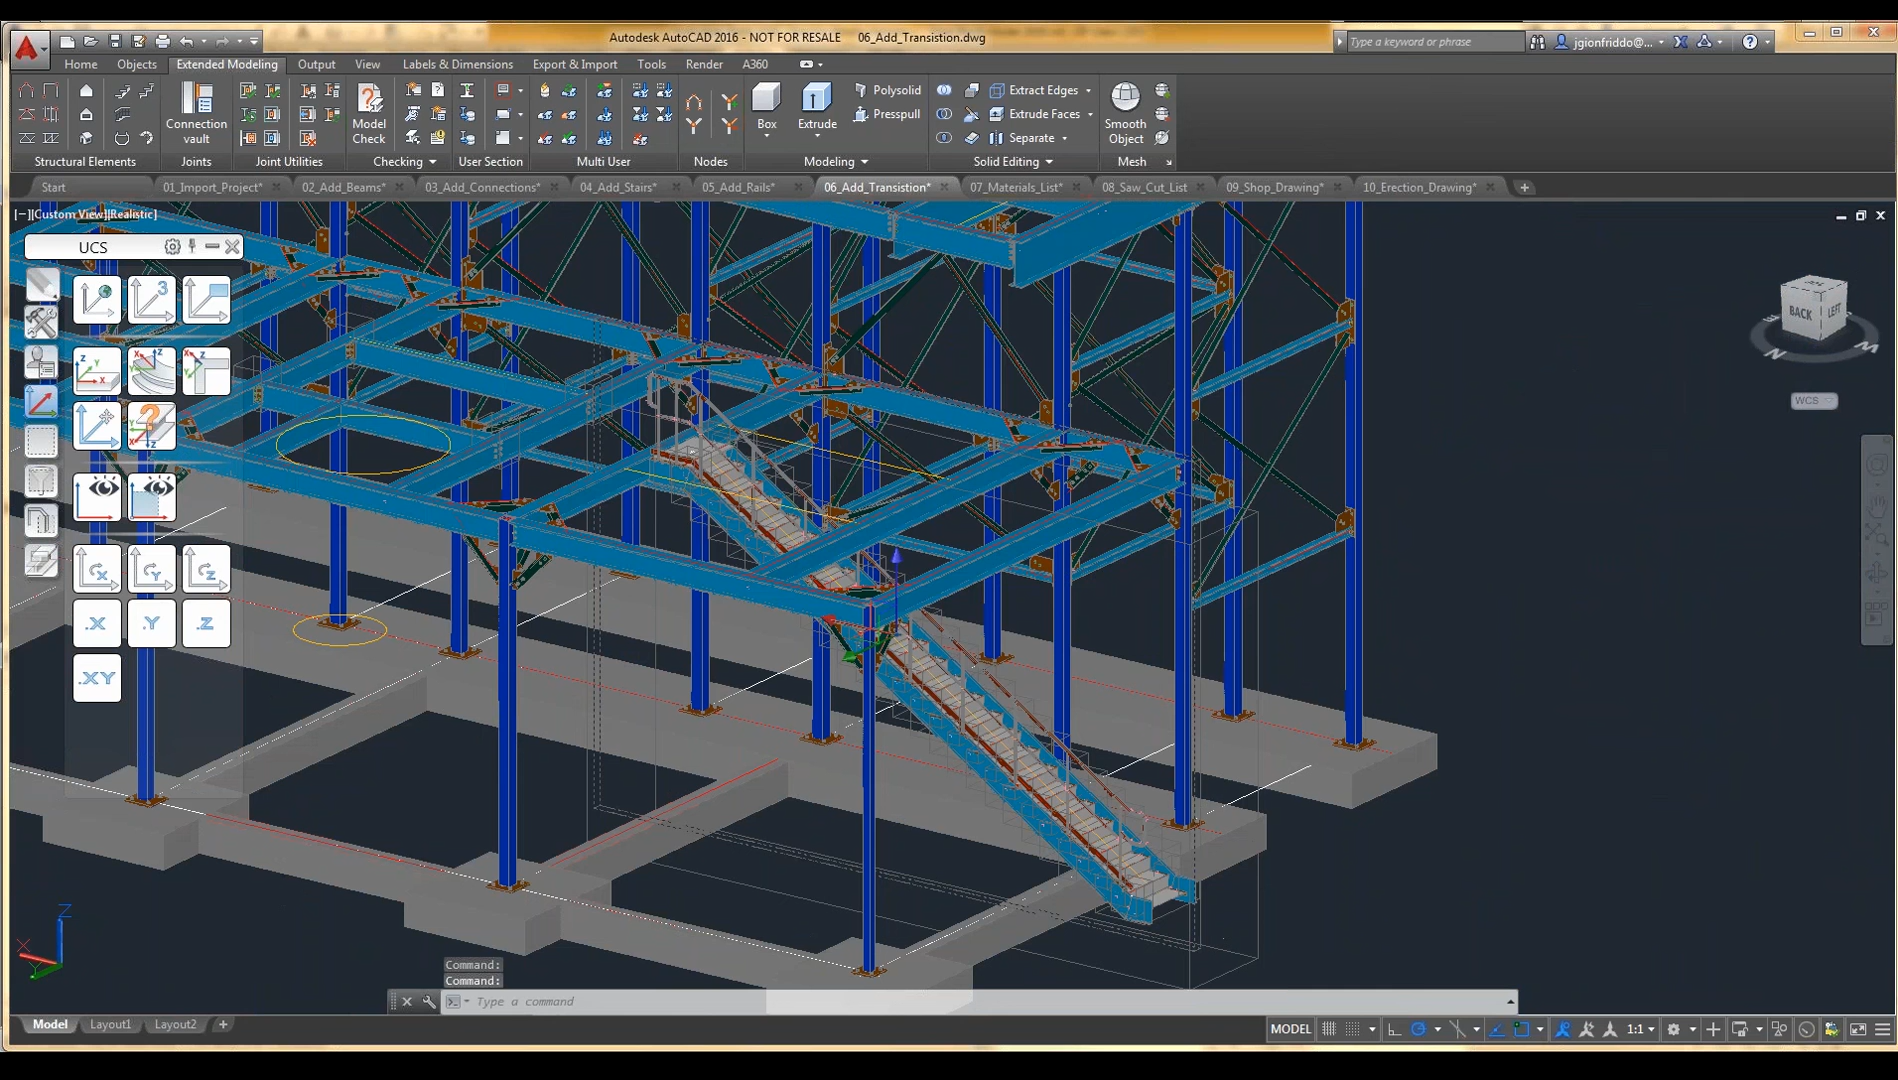 Autodesk AutoCAD 2016 - NOT FOR RESALE 06_Add_Transistion.dwg
Type a keyword or phrase
jgionfriddo@...
Home Objects Extended Modeling Output View Labels & Dimensions Export & Import Tools Render A360
Connection vault
Model Check
Box
Extrude
Polysolid
Presspull
Extract Edges
Extrude Faces
Separate
Smooth Object
Structural Elements Joints Joint Utilities Checking User Section Multi User Nodes Modeling Solid Editing Mesh
Start 01_Import_Project* 02_Add_Beams* 03_Add_Connections* 04_Add_Stairs* 05_Add_Rails* 06_Add_Transistion* 07_Materials_List* 08_Saw_Cut_List 09_Shop_Drawing* 10_Erection_Drawing*
[−][Custom View][Realistic]
UCS
3
Z Y X
X Y Z
.X .Y .Z
.XY
BACK LEFT
N
WCS
Z
X
Y
Command:
Command:
Type a command
Model Layout1 Layout2 +
MODEL
1:1